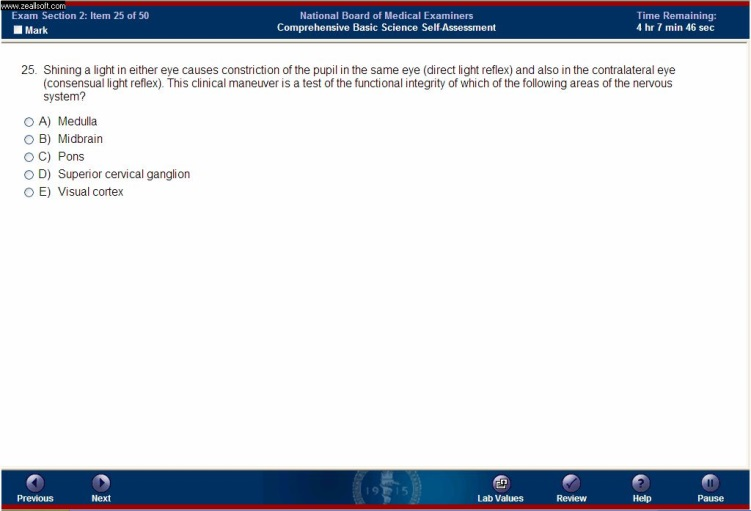 www.zeallsoft.com
Exam Section 2: Item 25 of 50
National Board of Medical Examiners
Time Remaining:
Mark
Comprehensive Basic Science Self-Assessment
4 hr 7 min 46 sec
25. Shining a light in either eye causes constriction of the pupil in the same eye (direct light reflex) and also in the contralateral eye
(consensual light reflex). This clinical maneuver is a test of the functional integrity of which of the following areas of the nervous
system?
A) Medulla
B) Midbrain
C) Pons
D) Superior cervical ganglion
E) Visual cortex
1915
Previous
Next
Lab Values
Review
Help
Pause